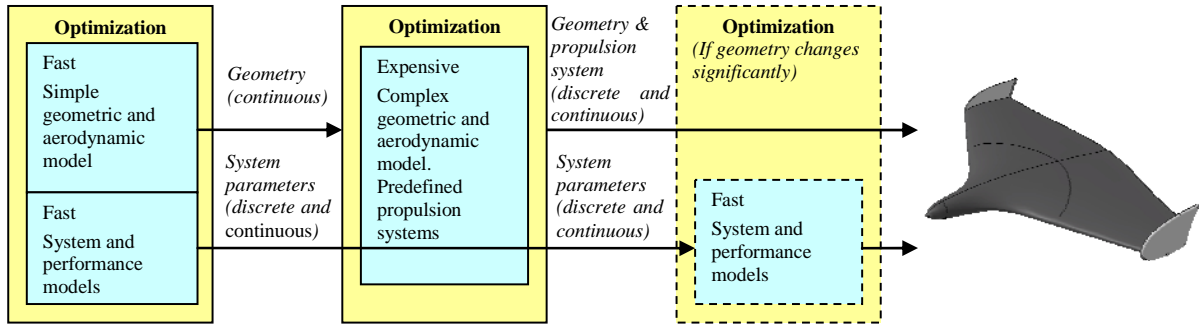 Optimization
Fast
Simple
geometric and
aerodynamic
model
Fast
System and
performance
models
Geometry
(continuous)
System
parameters
(discrete and
continuous)
Optimization
Expensive
Complex
geometric and
aerodynamic
model.
Predefined
propulsion
systems
Geometry &
propulsion
system
(discrete and
continuous)
System
parameters
(discrete and
continuous)
Optimization
(If geometry changes
significantly)
Fast
System and
performance
models